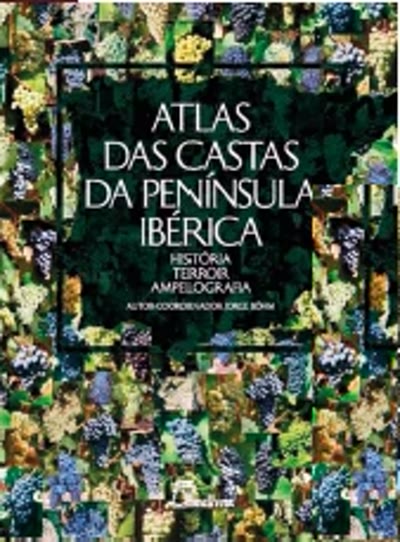 ATLAS
DAS CASTAS
DA PENÍNSULA
IBÉRICA
HISTÓRIA
TERROIR
AMPELOGRAFIA
AUTOR-COORDENADOR JORGE BÖHM